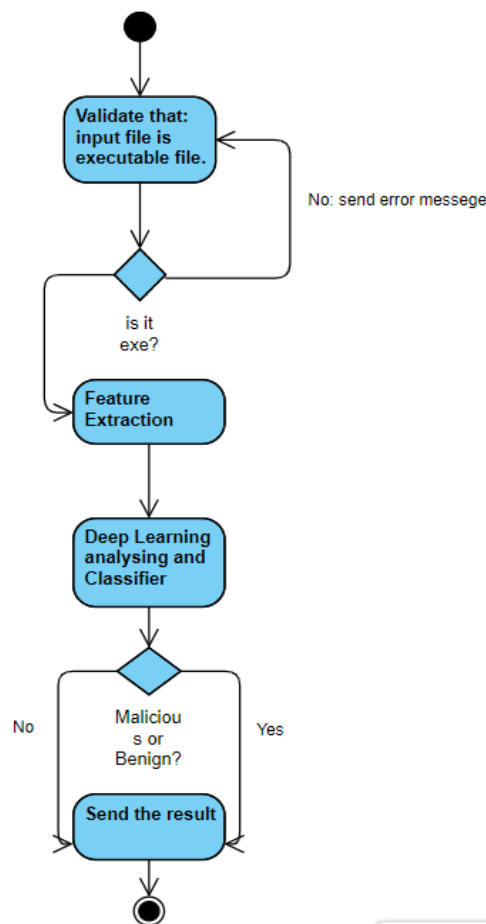 Validate that:
input file is
executable file.
No: send error messege
is it
exe?
Feature
Extraction
Deep Learning
analysing and
Classifier
No
Maliciou
s or
Benign?
Yes
Send the result